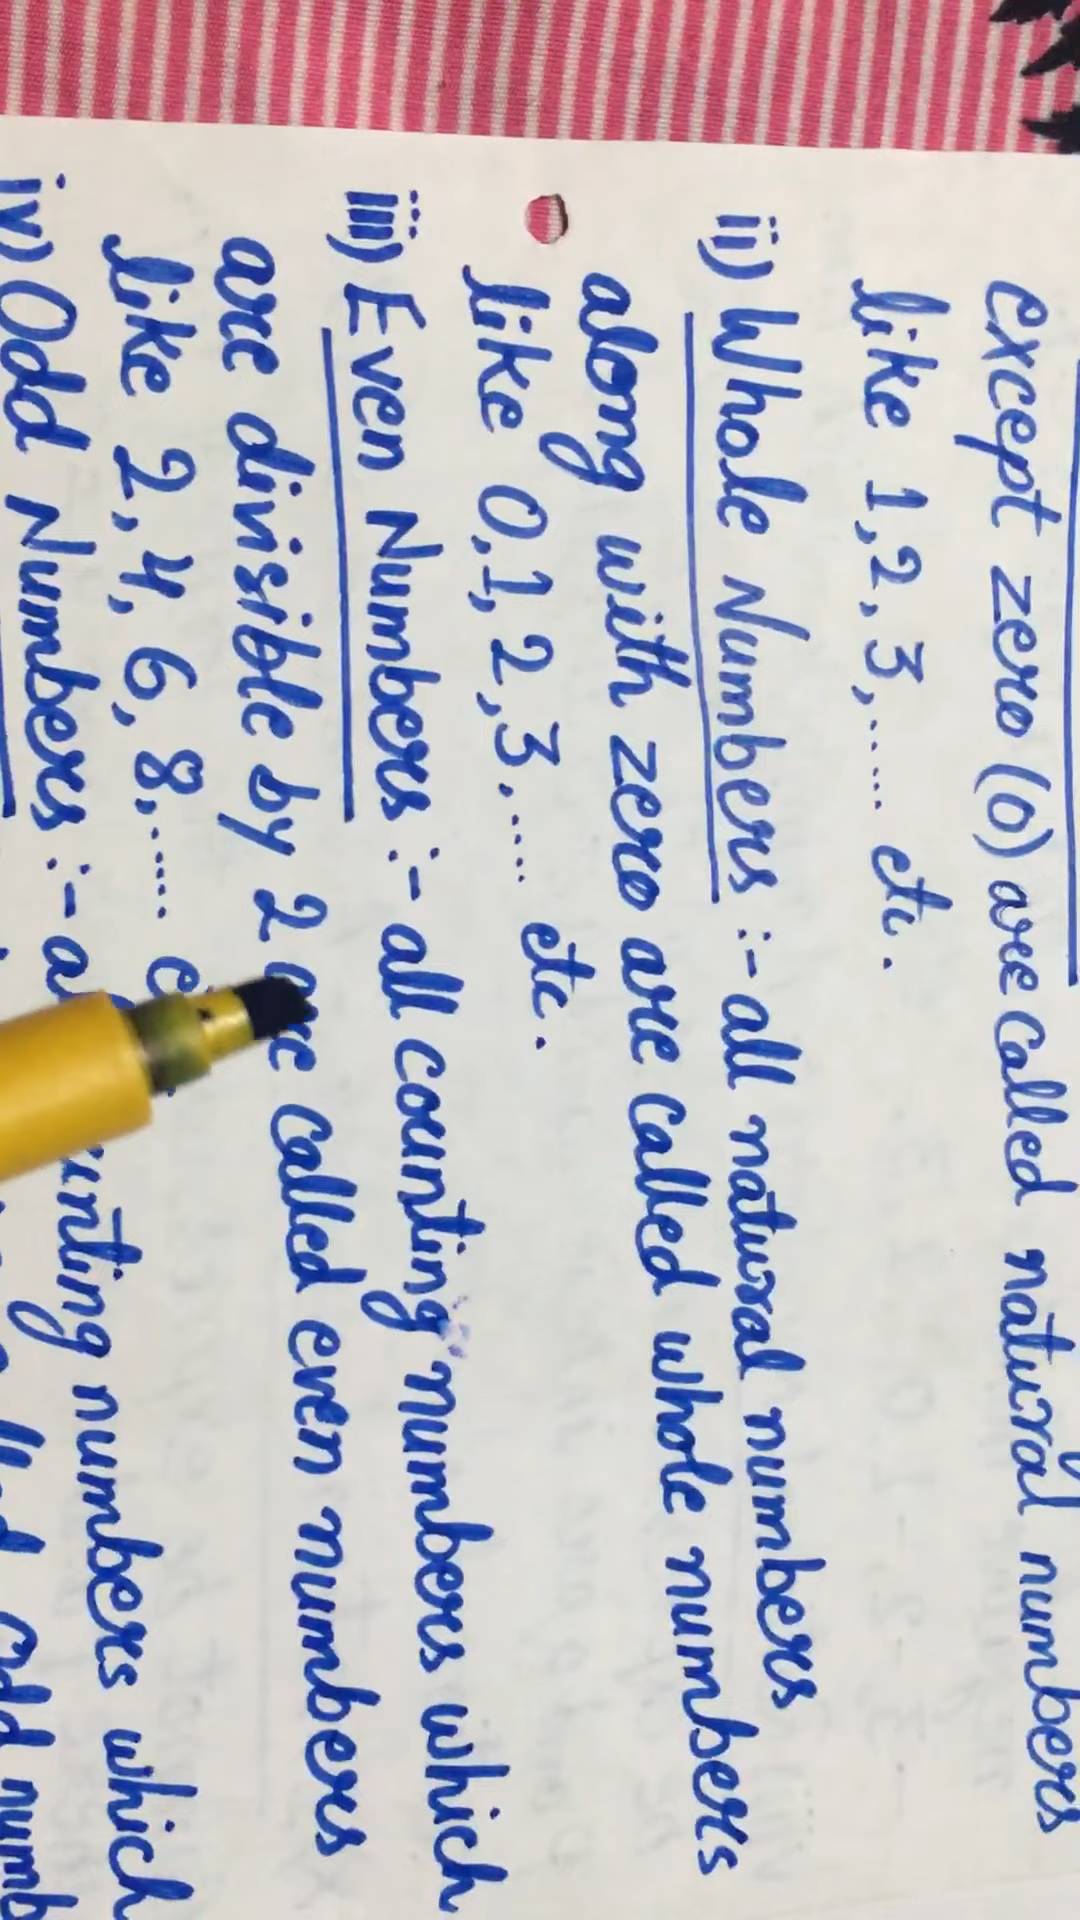 except zero (0) are called natural numbers
like 1,2,3,...... etc.
ii) Whole Numbers :- all natural numbers
along with zero are called whole numbers
like 0,1,2,3,..... etc.
iii) Even Numbers :- all counting numbers which
are divisible by 2 are called even numbers
like 2,4,6,8,.....
iv) Odd Numbers :- numbers which